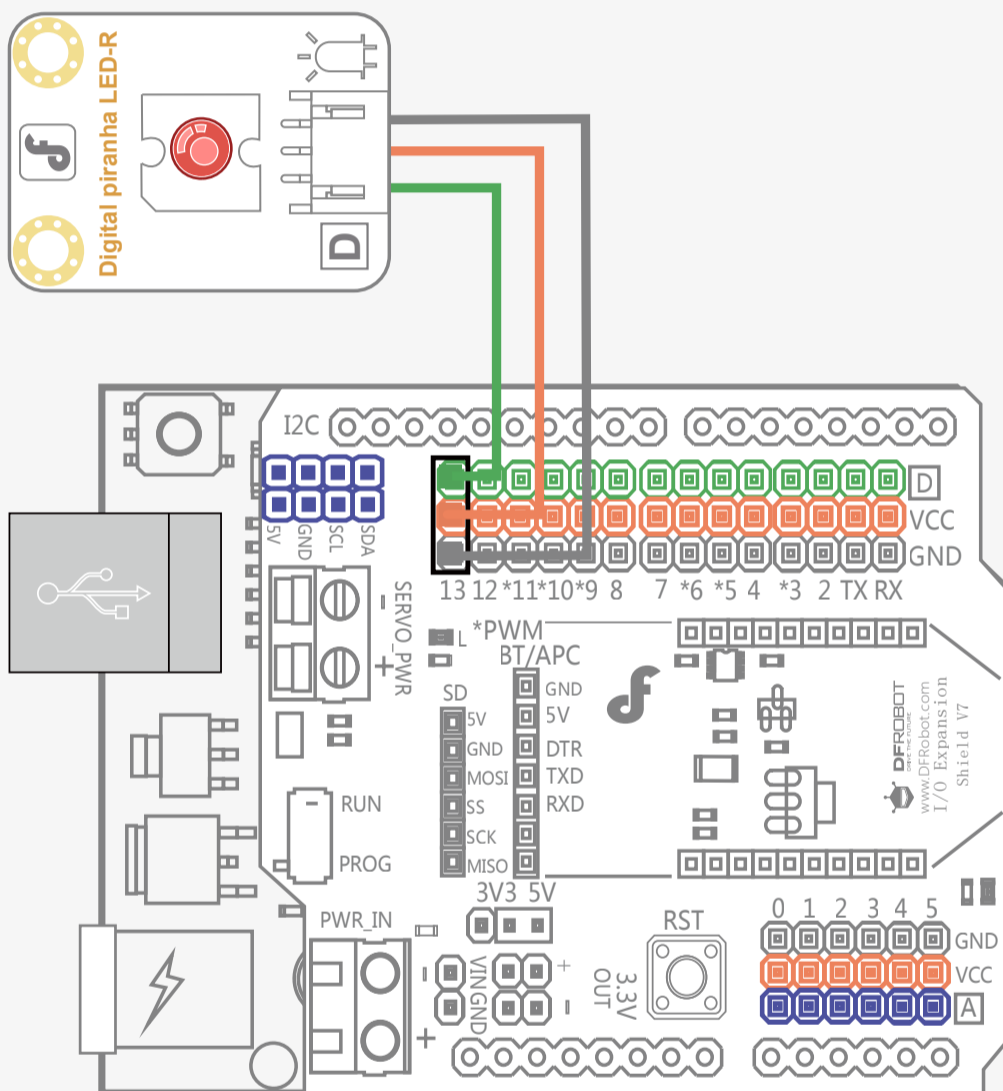 Digital piranha LED-R
D
I2C
5V
GND
SCL
SDA
D
VCC
GND
13 12 *11 *10 *9 8 7 *6 *5 4 *3 2 TX RX
SERVO_PWR
-
+
L
*PWM
BT/APC
GND
5V
DTR
TXD
RXD
SD
5V
GND
MOSI
SS
SCK
MISO
DFROBOT
www.DFRobot.com
I/O Expansion
Shield V7
RUN
PROG
3V3 5V
PWR_IN
-
+
VIN
GND
+
-
3.3V
OUT
RST
0 1 2 3 4 5
GND
VCC
A